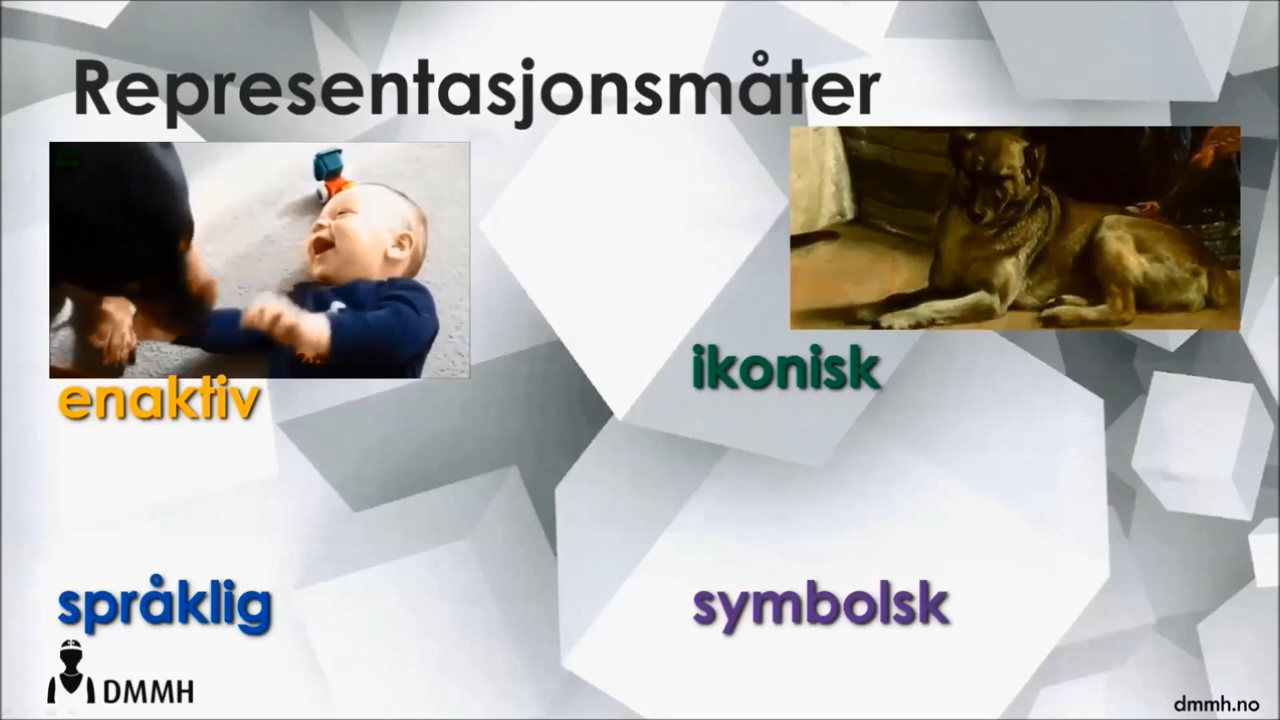 Representasjonsmåter
enaktiv
ikonisk
språklig
symbolsk
DMMH
dmmh.no